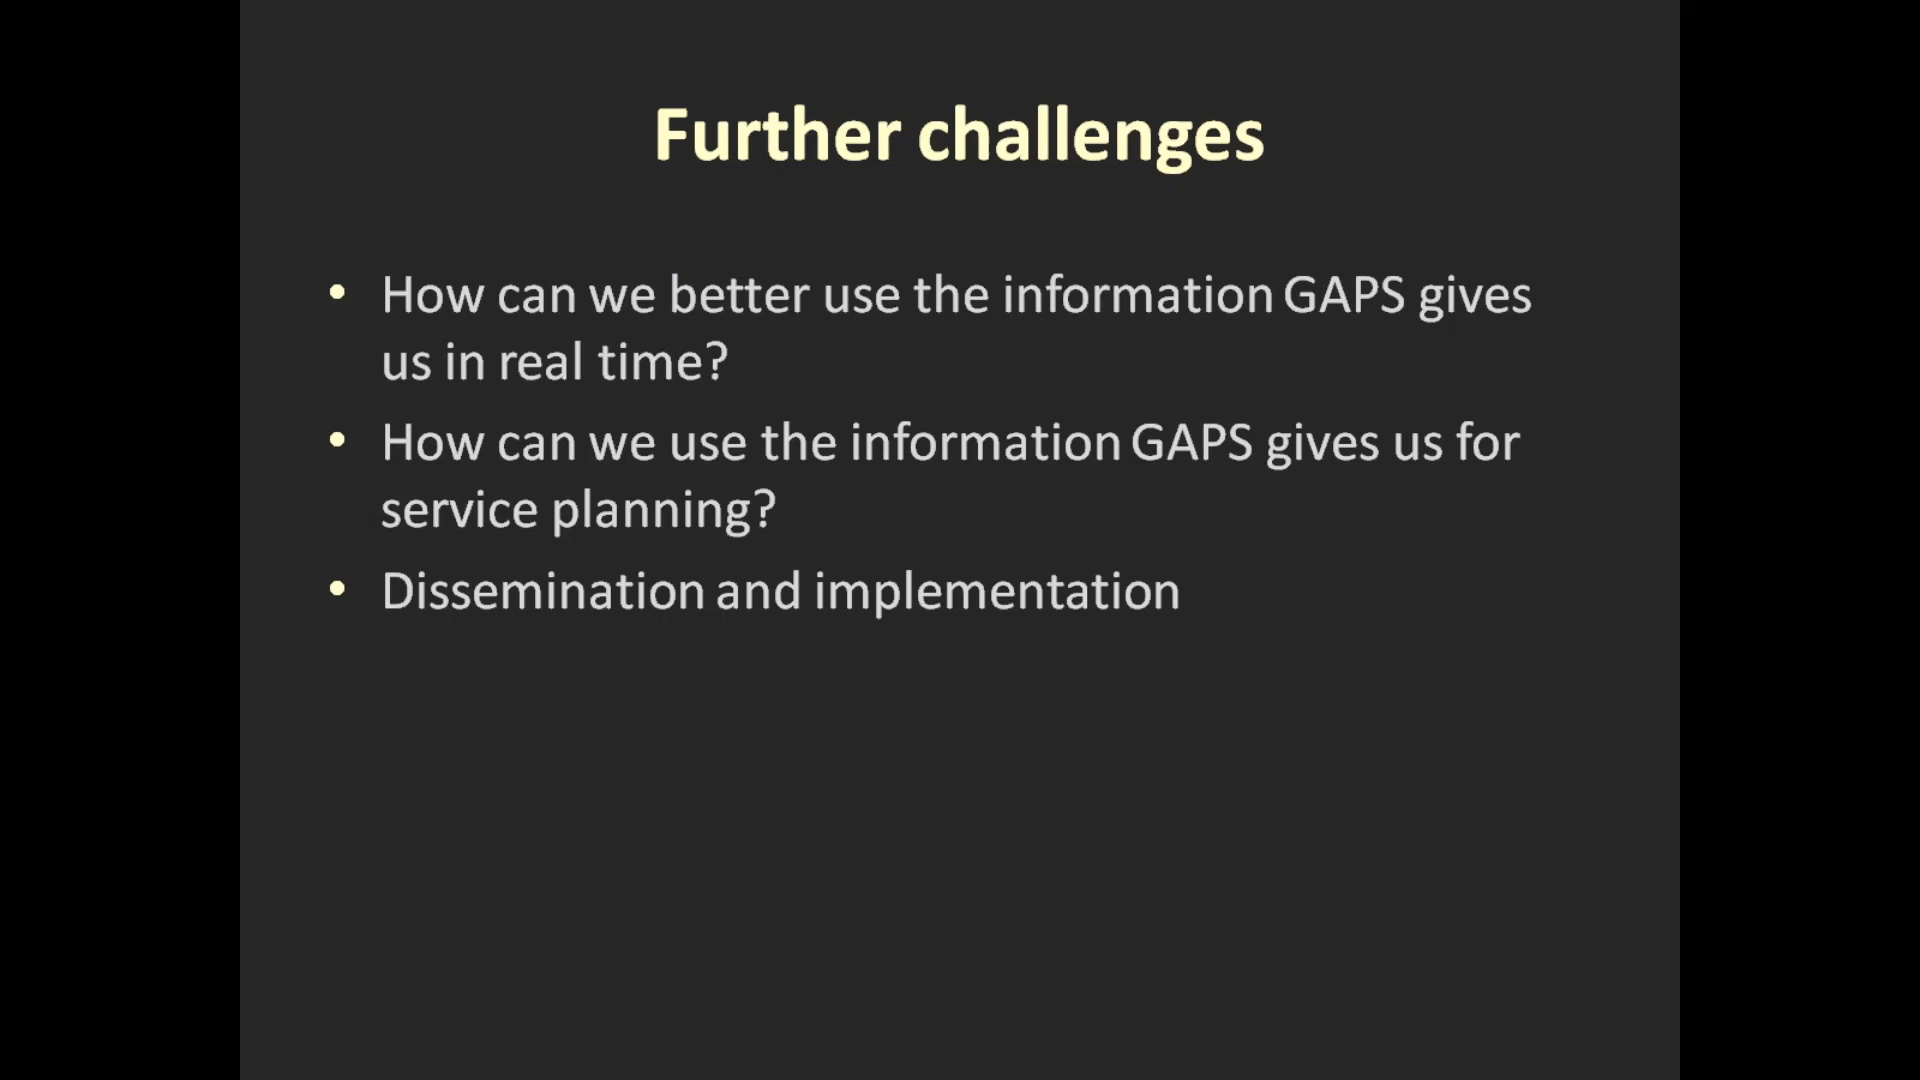 Further challenges
• How can we better use the information GAPS gives
us in real time?
• How can we use the information GAPS gives us for
service planning?
• Dissemination and implementation